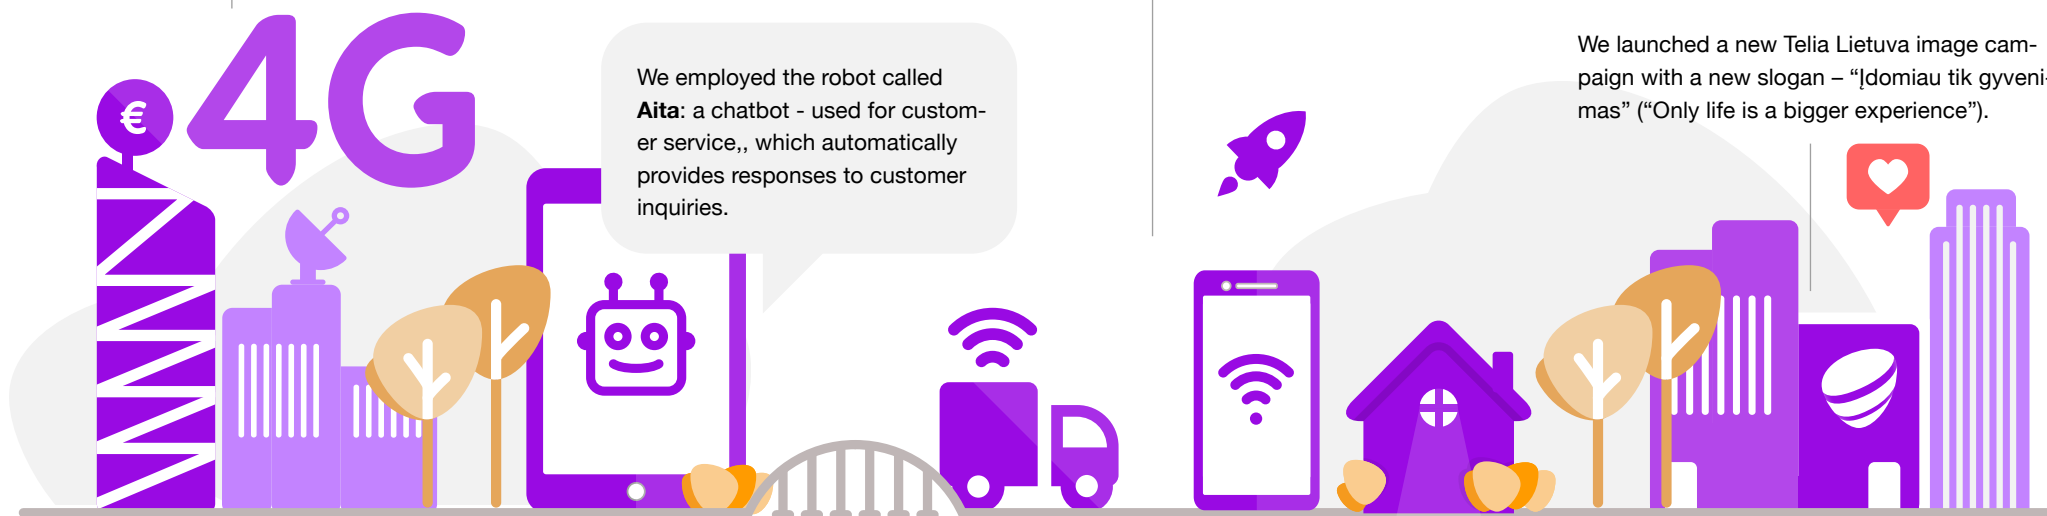 €
4G
We employed the robot called
Aita: a chatbot - used for custom-
er service,, which automatically
provides responses to customer
inquiries.
We launched a new Telia Lietuva image cam-
paign with a new slogan – “Įdomiau tik gyveni-
mas” (“Only life is a bigger experience”).